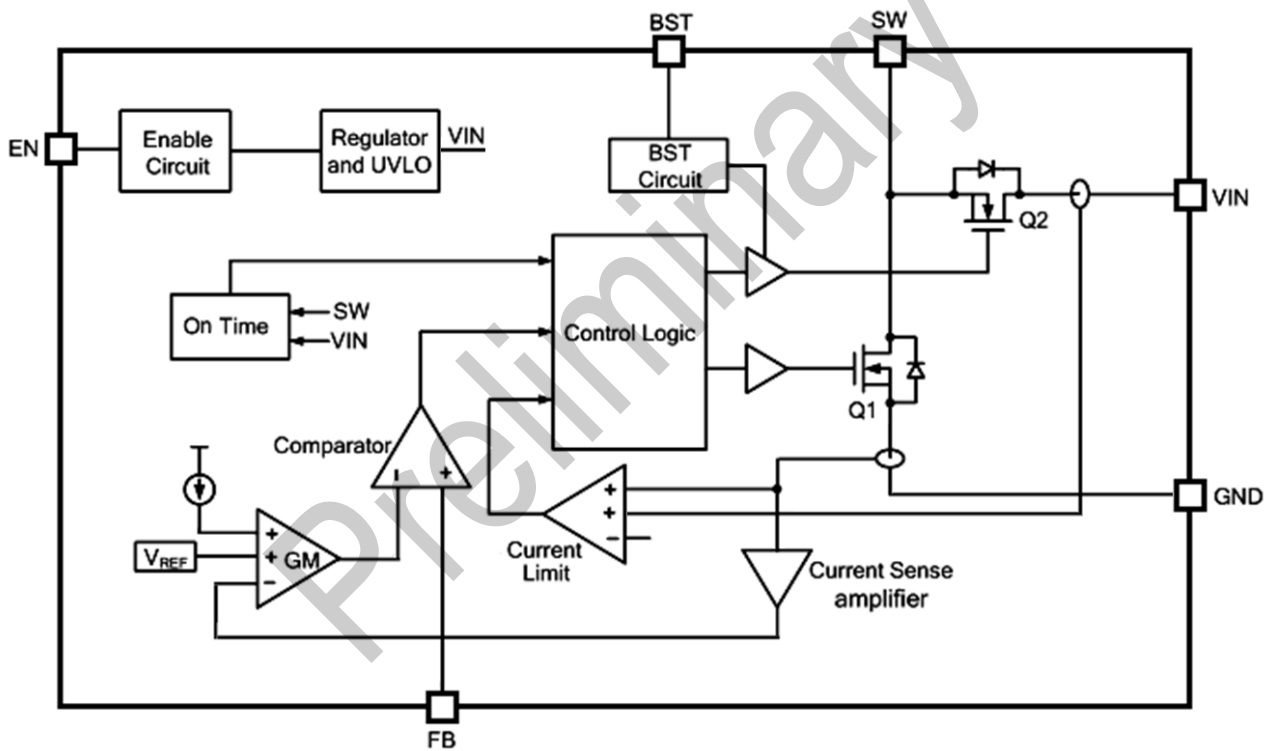 BST
SW
EN
Enable
Circuit
Regulator
and UVLO
VIN
BST
Circuit
VIN
Q2
On Time
SW
VIN
Control Logic
Q1
Comparator
- +
+
+
-
GND
Current
Limit
+
+
-
GM
VREF
Current Sense
amplifier
FB
Preliminary